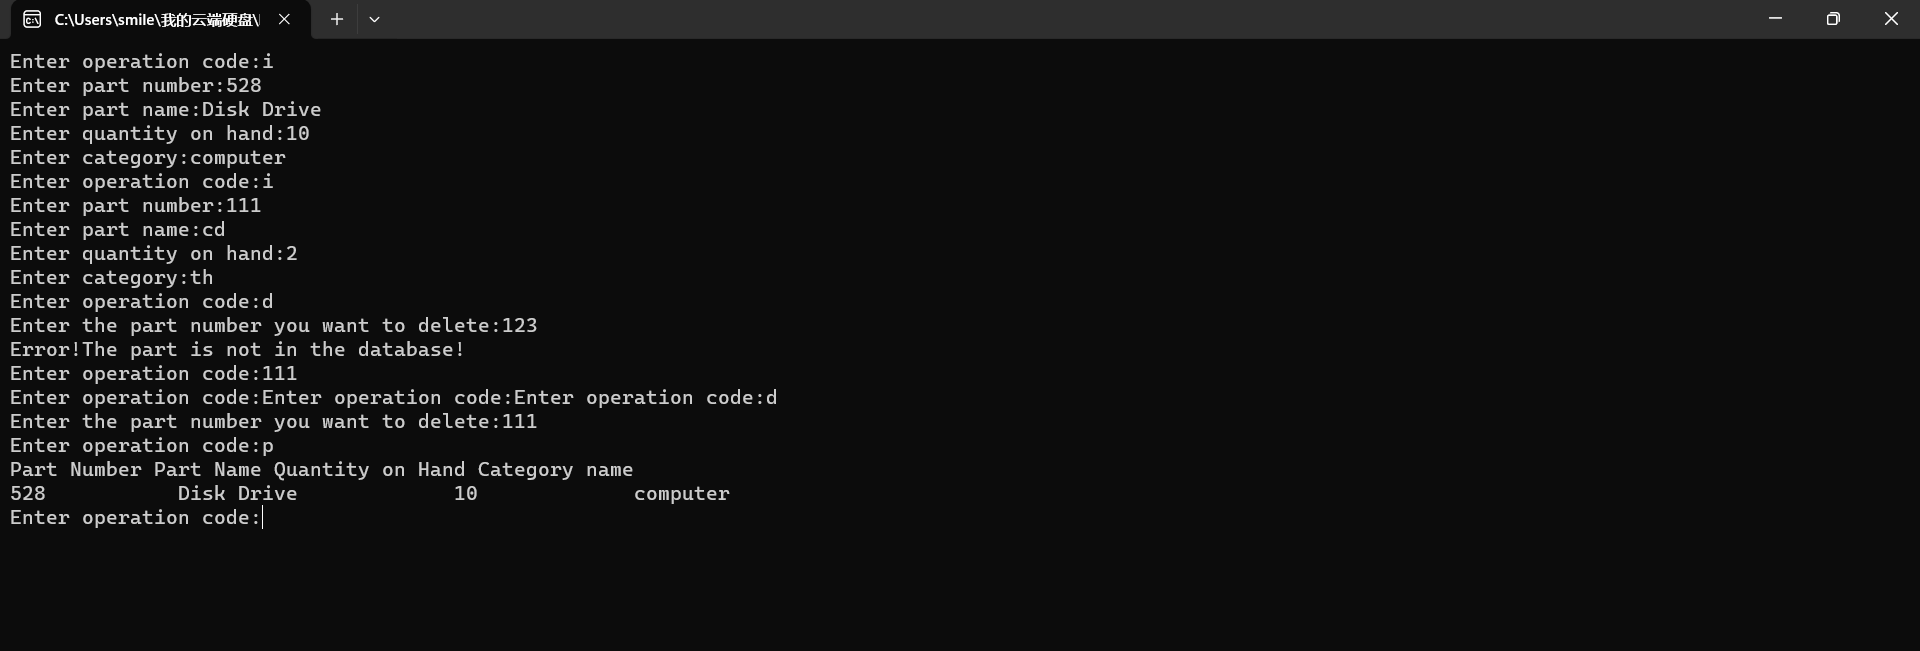 C:\Users\smile\我的云端硬盘\
Enter operation code:i
Enter part number:528
Enter part name:Disk Drive
Enter quantity on hand:10
Enter category:computer
Enter operation code:i
Enter part number:111
Enter part name:cd
Enter quantity on hand:2
Enter category:th
Enter operation code:d
Enter the part number you want to delete:123
Error!The part is not in the database!
Enter operation code:111
Enter operation code:Enter operation code:Enter operation code:d
Enter the part number you want to delete:111
Enter operation code:p
Part Number Part Name Quantity on Hand Category name
528           Disk Drive             10             computer
Enter operation code: